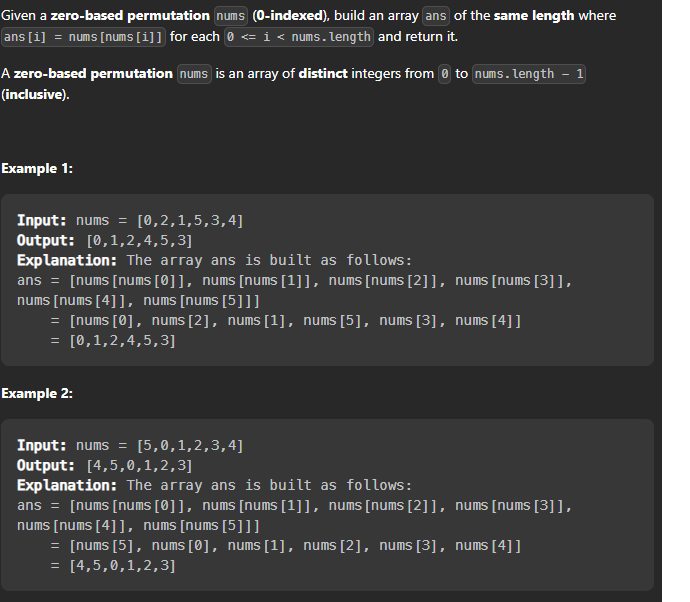 Given a zero-based permutation nums (0-indexed), build an array ans of the same length where
ans[i] = nums[nums[i]] for each 0 <= i < nums.length and return it.
A zero-based permutation nums is an array of distinct integers from 0 to nums.length - 1
(inclusive).
Example 1:
Input: nums = [0,2,1,5,3,4]
Output: [0,1,2,4,5,3]
Explanation: The array ans is built as follows:
ans = [nums[nums[0]], nums[nums[1]], nums[nums[2]], nums[nums[3]],
nums[nums[4]], nums[nums[5]]]
= [nums[0], nums[2], nums[1], nums[5], nums[3], nums[4]]
= [0,1,2,4,5,3]
Example 2:
Input: nums = [5,0,1,2,3,4]
Output: [4,5,0,1,2,3]
Explanation: The array ans is built as follows:
ans = [nums[nums[0]], nums[nums[1]], nums[nums[2]], nums[nums[3]],
nums[nums[4]], nums[nums[5]]]
= [nums[5], nums[0], nums[1], nums[2], nums[3], nums[4]]
= [4,5,0,1,2,3]